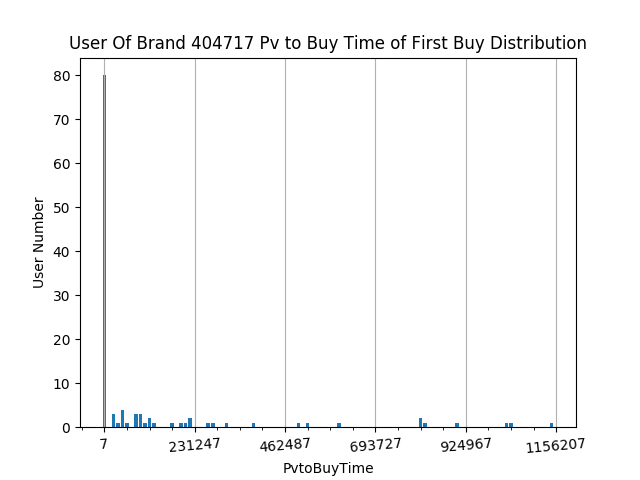 User Of Brand 404717 Pv to Buy Time of First Buy Distribution
80
70
60
50
40
30
20
10
0
User Number
7 231247 462487 693727 924967 1156207
PvtoBuyTime